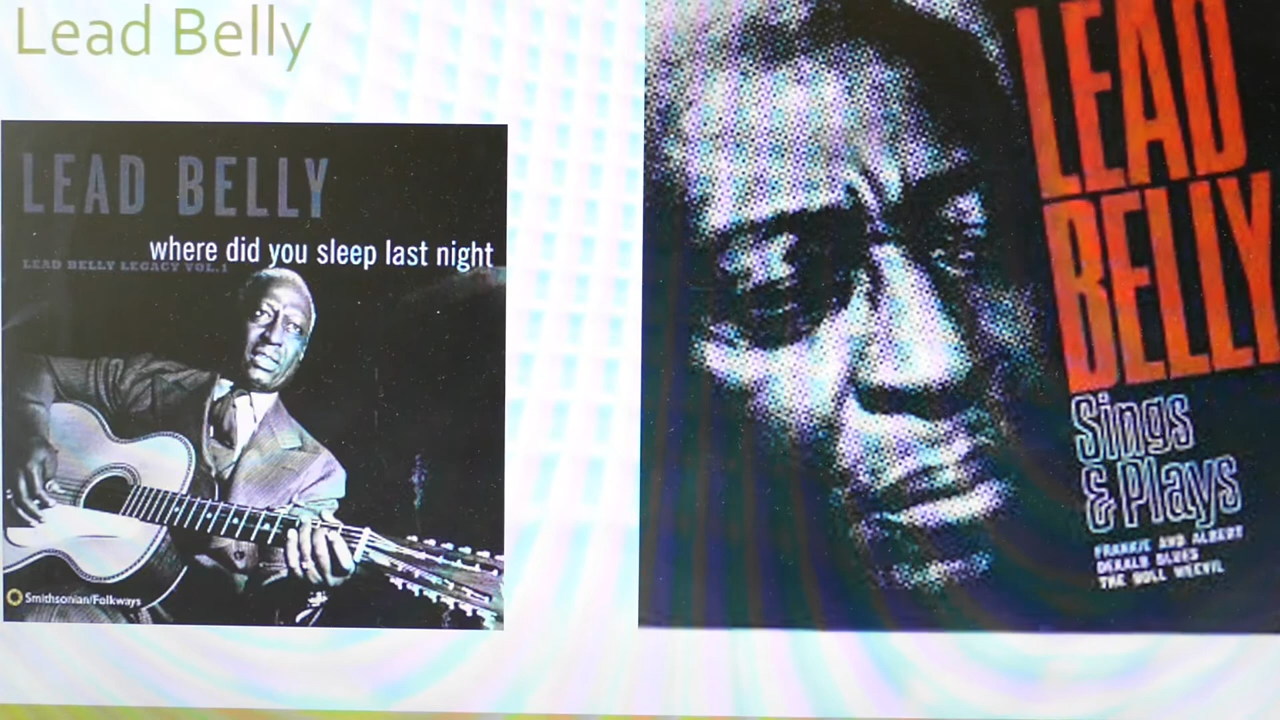 Lead Belly
LEAD BELLY
where did you sleep last night
LEAD BELLY LEGACY VOL.1
Smithsonian/Folkways
LEAD
BELLY
Sings
& Plays
FRANKIE AND ALBERT
DEKALB BLUES
THE BOLL WEEVIL